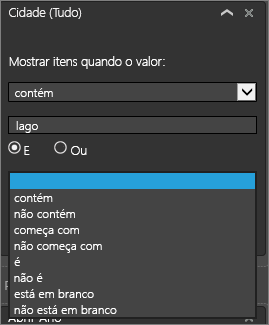 Cidade (Tudo)
Mostrar itens quando o valor:
contém
lago
E Ou
contém
não contém
começa com
não começa com
é
não é
está em branco
não está em branco